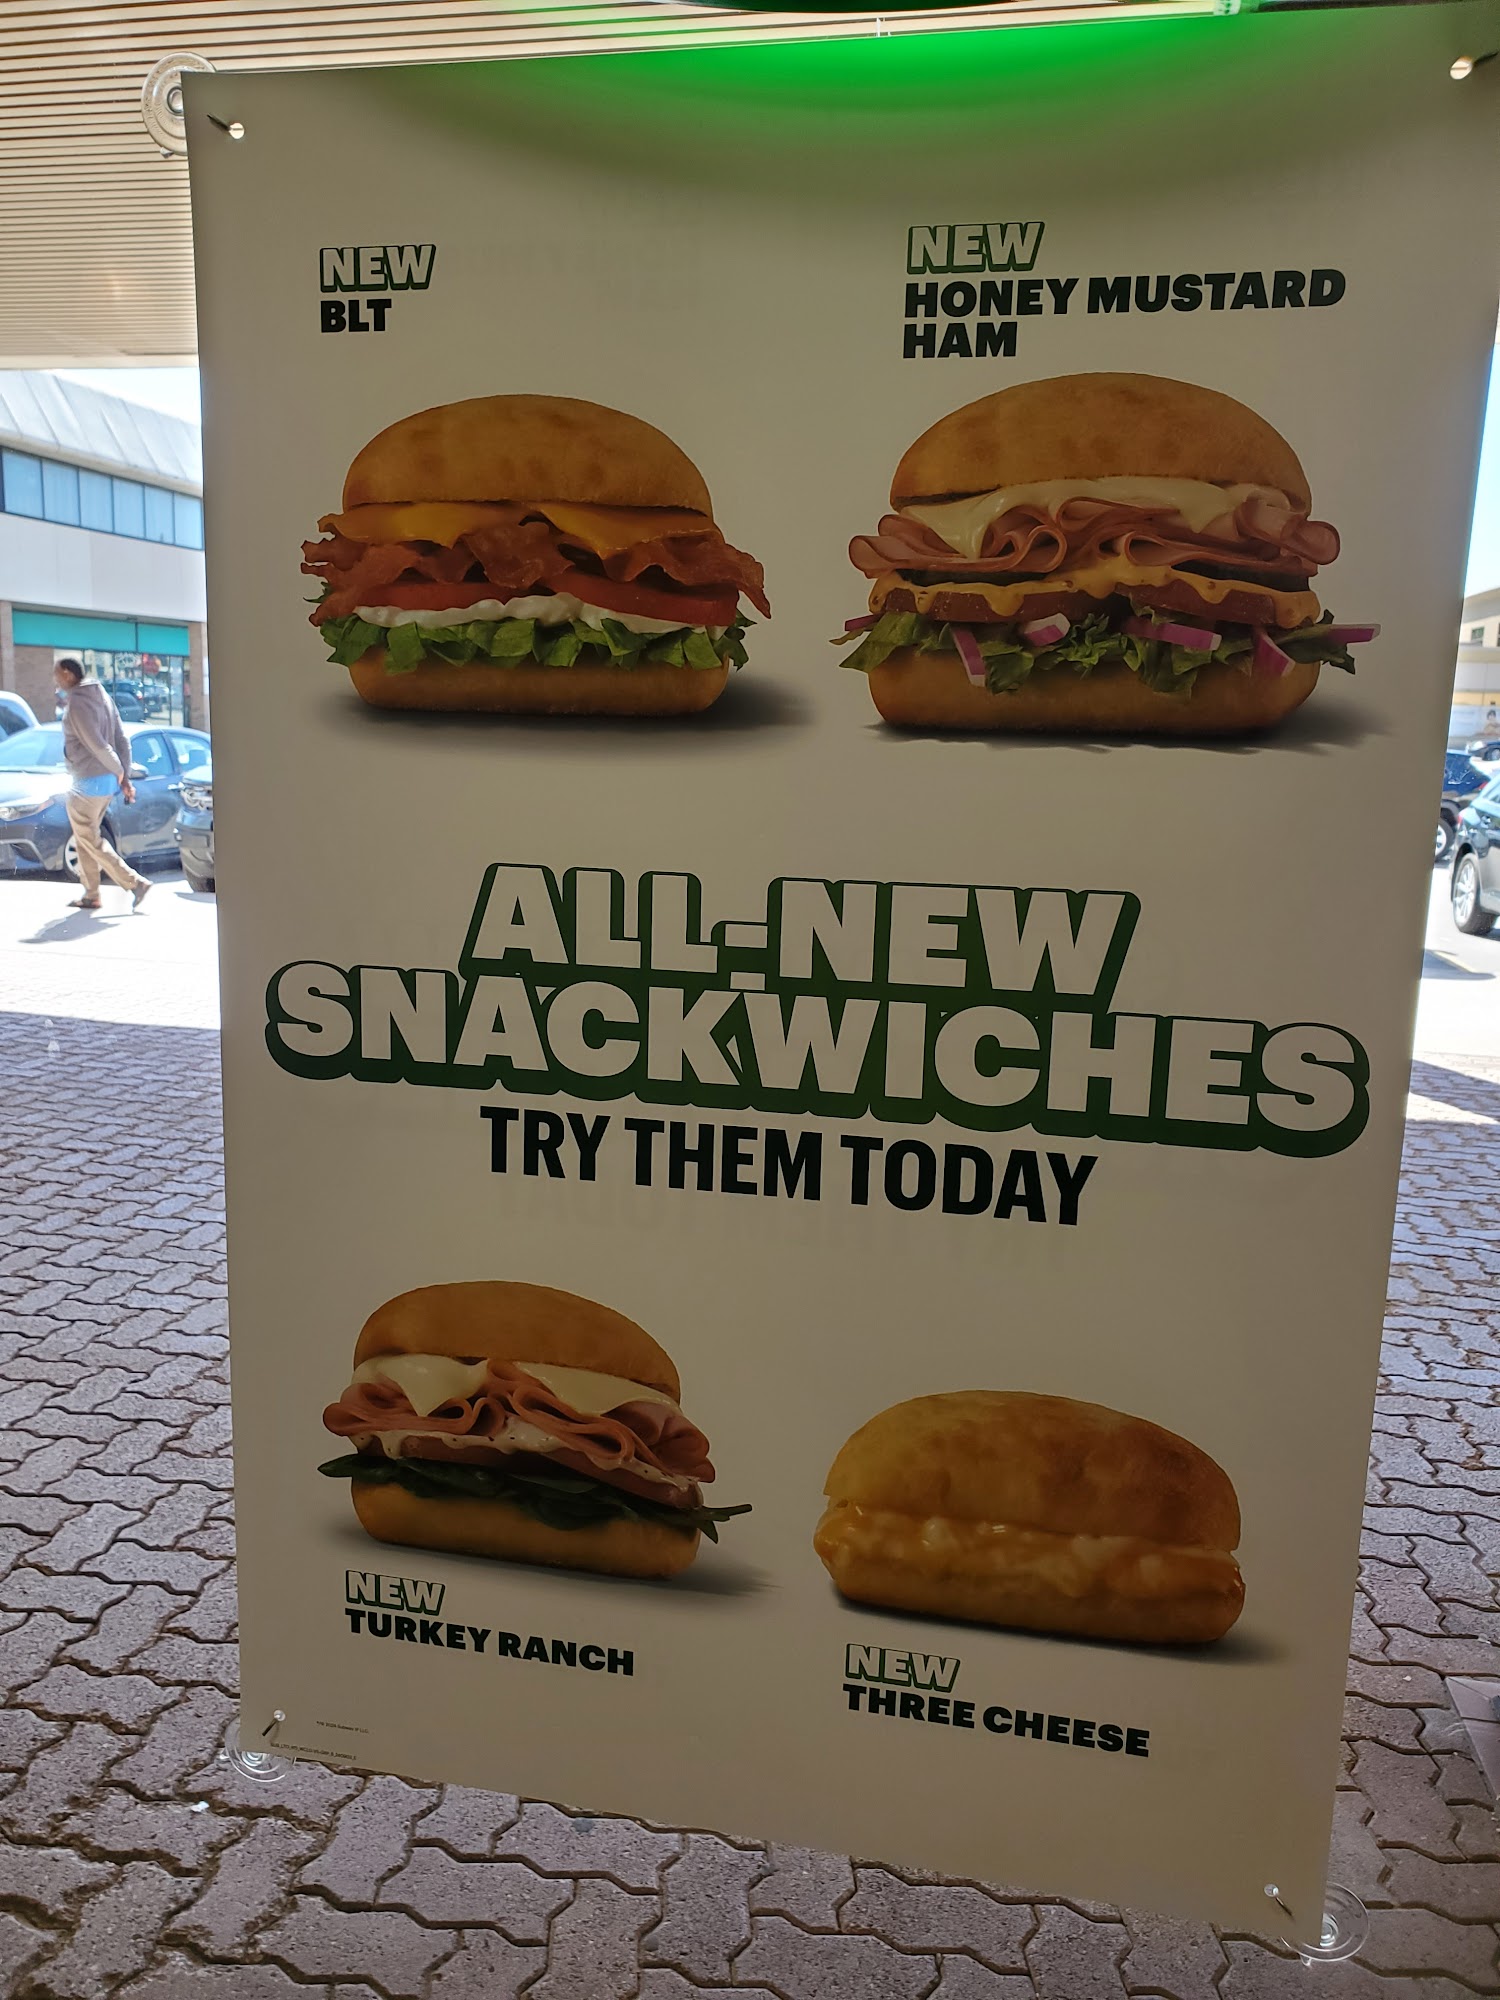 NEW
BLT
NEW
HONEY MUSTARD
HAM
ALL-NEW
SNACKWICHES
TRY THEM TODAY
NEW
TURKEY RANCH
NEW
THREE CHEESE